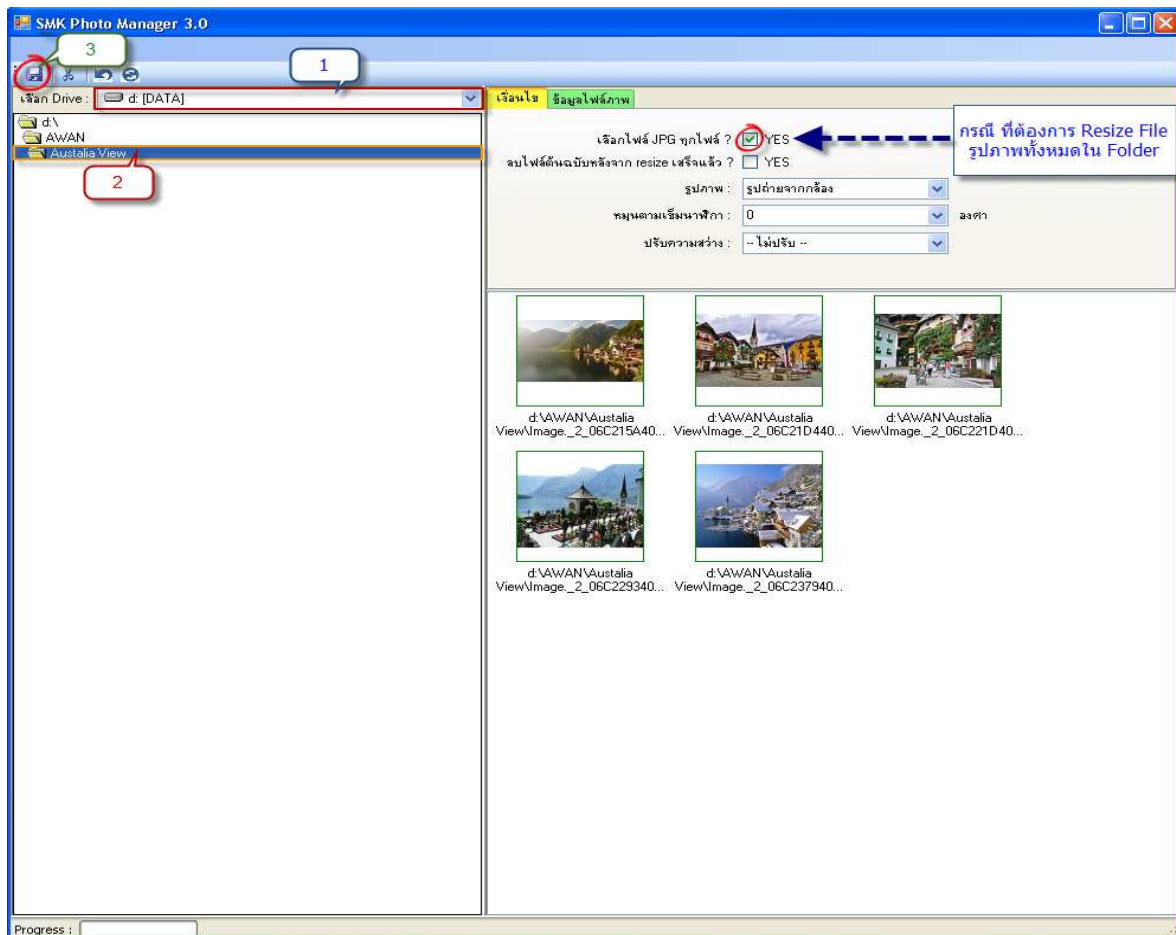 SMK Photo Manager 3.0
3
1
เลือก Drive : d: [DATA]
d:\
AWAN
Austalia View
2
เงื่อนไข ข้อมูลไฟล์ภาพ
เลือกไฟล์ JPG ทุกไฟล์ ? YES
ลบไฟล์ต้นฉบับหลังจาก resize เสร็จแล้ว ? YES
รูปภาพ : รูปถ่ายจากกล้อง
หมุนตามเข็มนาฬิกา : 0 องศา
ปรับความสว่าง : -- ไม่ปรับ --
กรณี ที่ต้องการ Resize File
รูปภาพทั้งหมดใน Folder
d:\AWAN\Austalia d:\AWAN\Austalia d:\AWAN\Austalia
View\Image._2_06C215A40... View\Image._2_06C21D440... View\Image._2_06C221D40...
d:\AWAN\Austalia d:\AWAN\Austalia
View\Image._2_06C229340... View\Image._2_06C237940...
Progress :